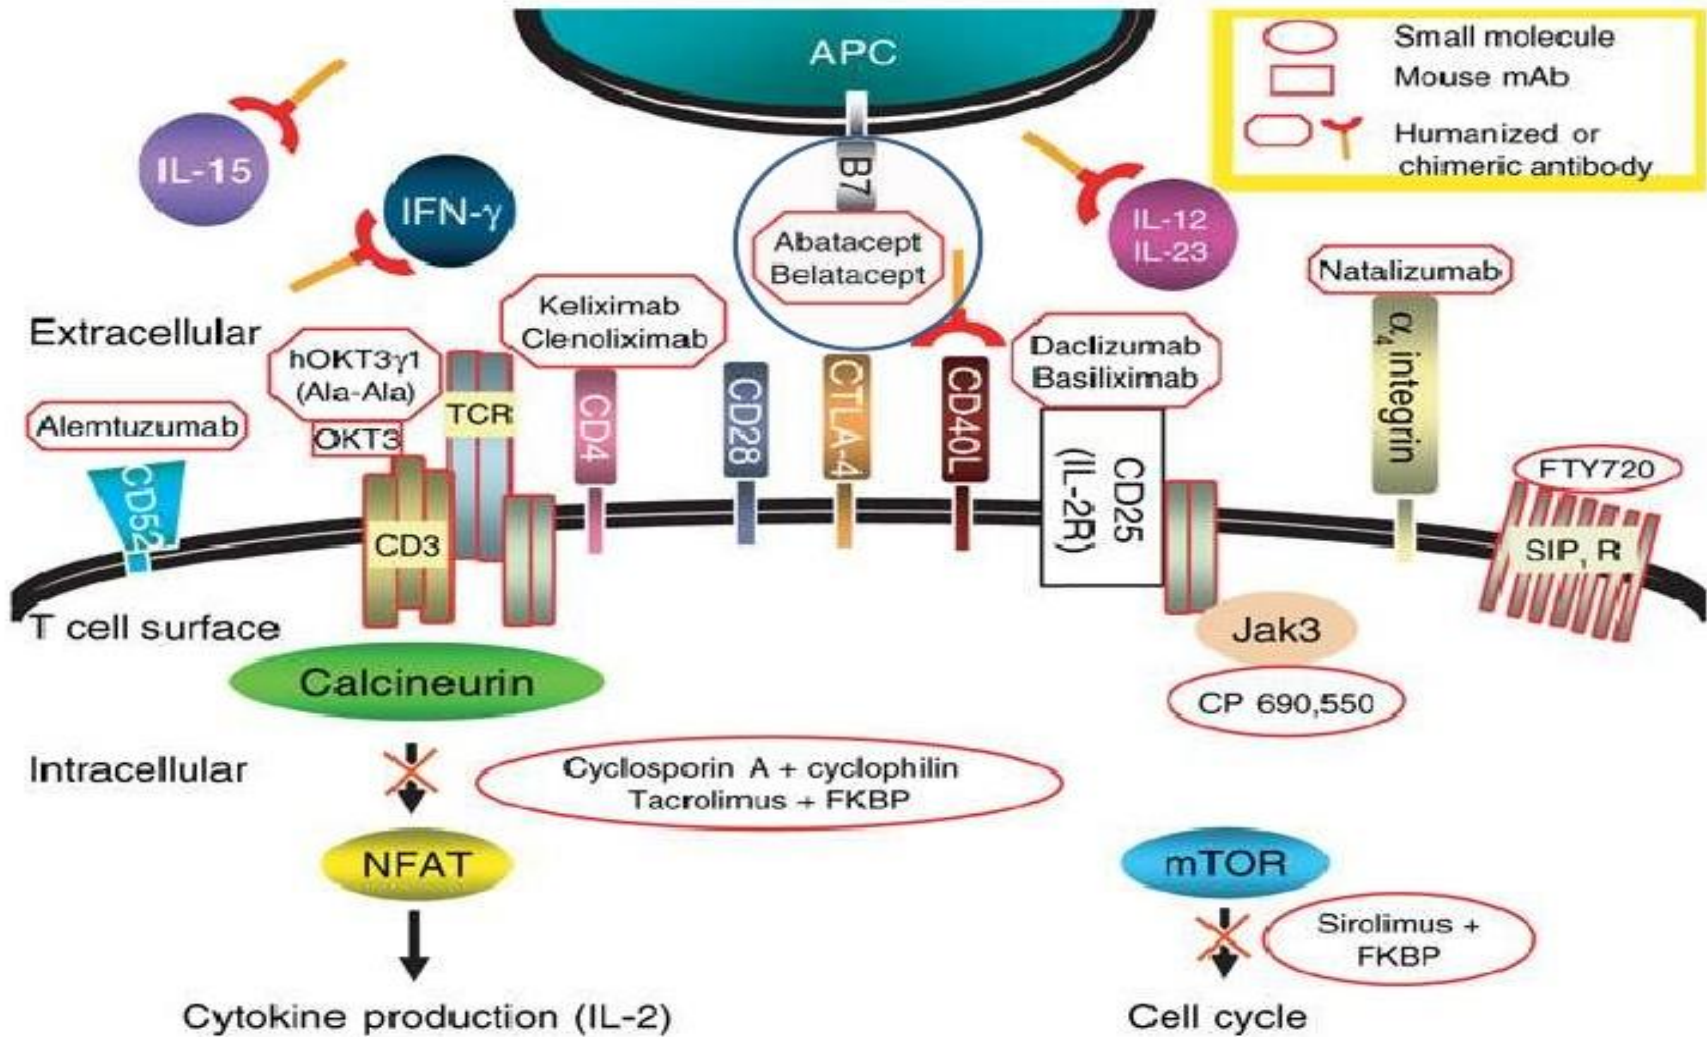 APC
Small molecule
Mouse mAb
Humanized or
chimeric antibody
IL-15
IFN-γ
B7
Abatacept
Belatacept
IL-12
IL-23
Natalizumab
Extracellular
Keliximab
Clenoliximab
hOKT3γ1
(Ala-Ala)
OKT3
TCR
Daclizumab
Basiliximab
Alemtuzumab
CD52
CD3
CD4
CD28
CTLA-4
CD40L
CD25
(IL-2R)
α4 integrin
FTY720
SIP1 R
T cell surface
Jak3
Calcineurin
CP 690,550
Intracellular
Cyclosporin A + cyclophilin
Tacrolimus + FKBP
NFAT
mTOR
Sirolimus +
FKBP
Cytokine production (IL-2)
Cell cycle